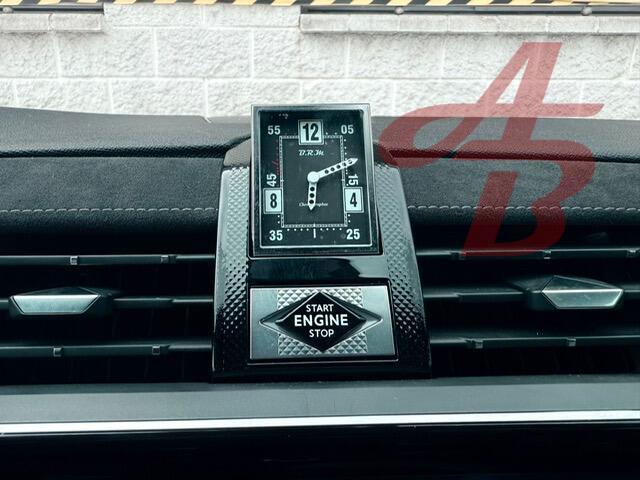 55 12 05
B.R.M
45 15
8 4
35 25
START
ENGINE
STOP
AB